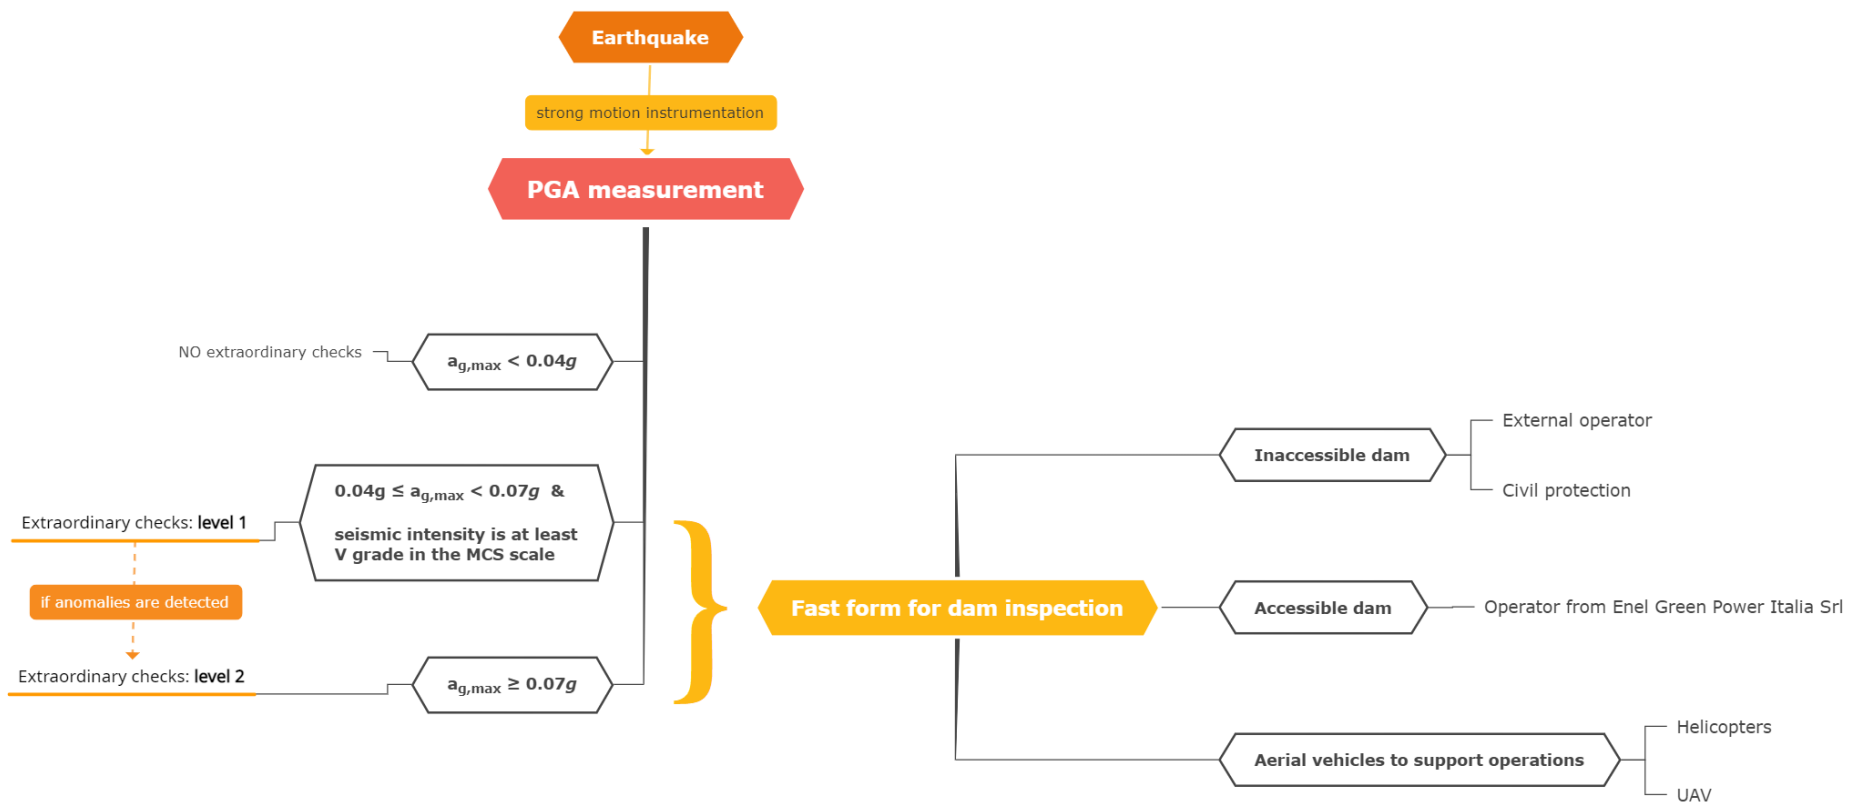 Earthquake
strong motion instrumentation
PGA measurement
NO extraordinary checks
a_g,max < 0.04g
Extraordinary checks: level 1
0.04g ≤ a_g,max < 0.07g &
seismic intensity is at least
V grade in the MCS scale
if anomalies are detected
Extraordinary checks: level 2
a_g,max ≥ 0.07g
Fast form for dam inspection
Inaccessible dam
External operator
Civil protection
Accessible dam
Operator from Enel Green Power Italia Srl
Aerial vehicles to support operations
Helicopters
UAV